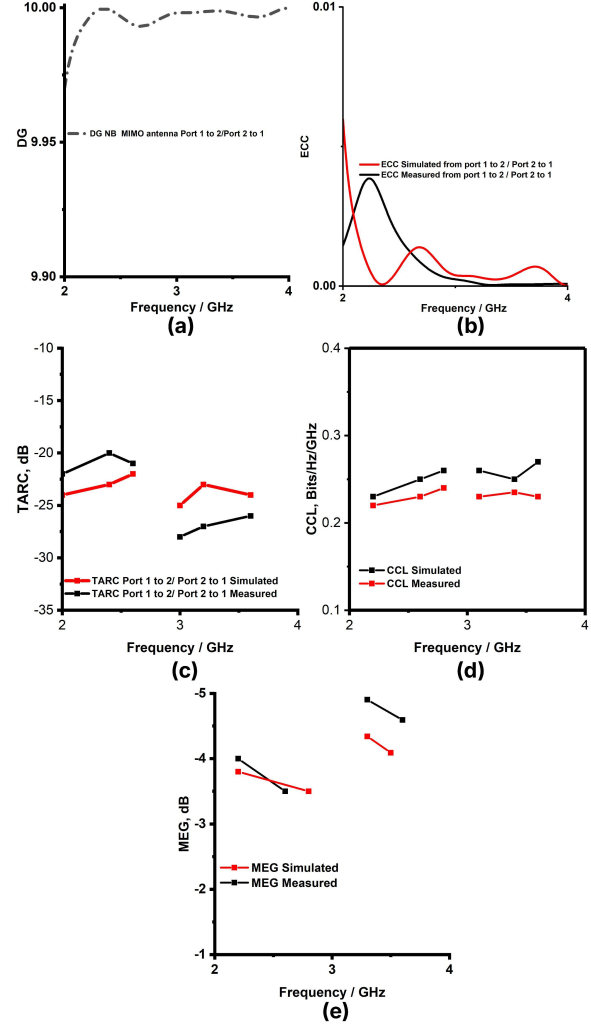 10.00
9.95
9.90
DG
DG NB MIMO antenna Port 1 to 2/Port 2 to 1
2
3
4
Frequency / GHz
(a)
0.01
0.00
ECC
ECC Simulated from port 1 to 2 / Port 2 to 1
ECC Measured from port 1 to 2 / Port 2 to 1
2
4
Frequency / GHz
(b)
-10
-15
-20
-25
-30
-35
TARC, dB
TARC Port 1 to 2/ Port 2 to 1 Simulated
TARC Port 1 to 2/ Port 2 to 1 Measured
2
3
4
Frequency / GHz
(c)
0.4
0.3
0.2
0.1
CCL, Bits/Hz/GHz
CCL Simulated
CCL Measured
2
3
4
Frequency / GHz
(d)
-5
-4
-3
-2
-1
MEG, dB
MEG Simulated
MEG Measured
2
3
4
Frequency / GHz
(e)